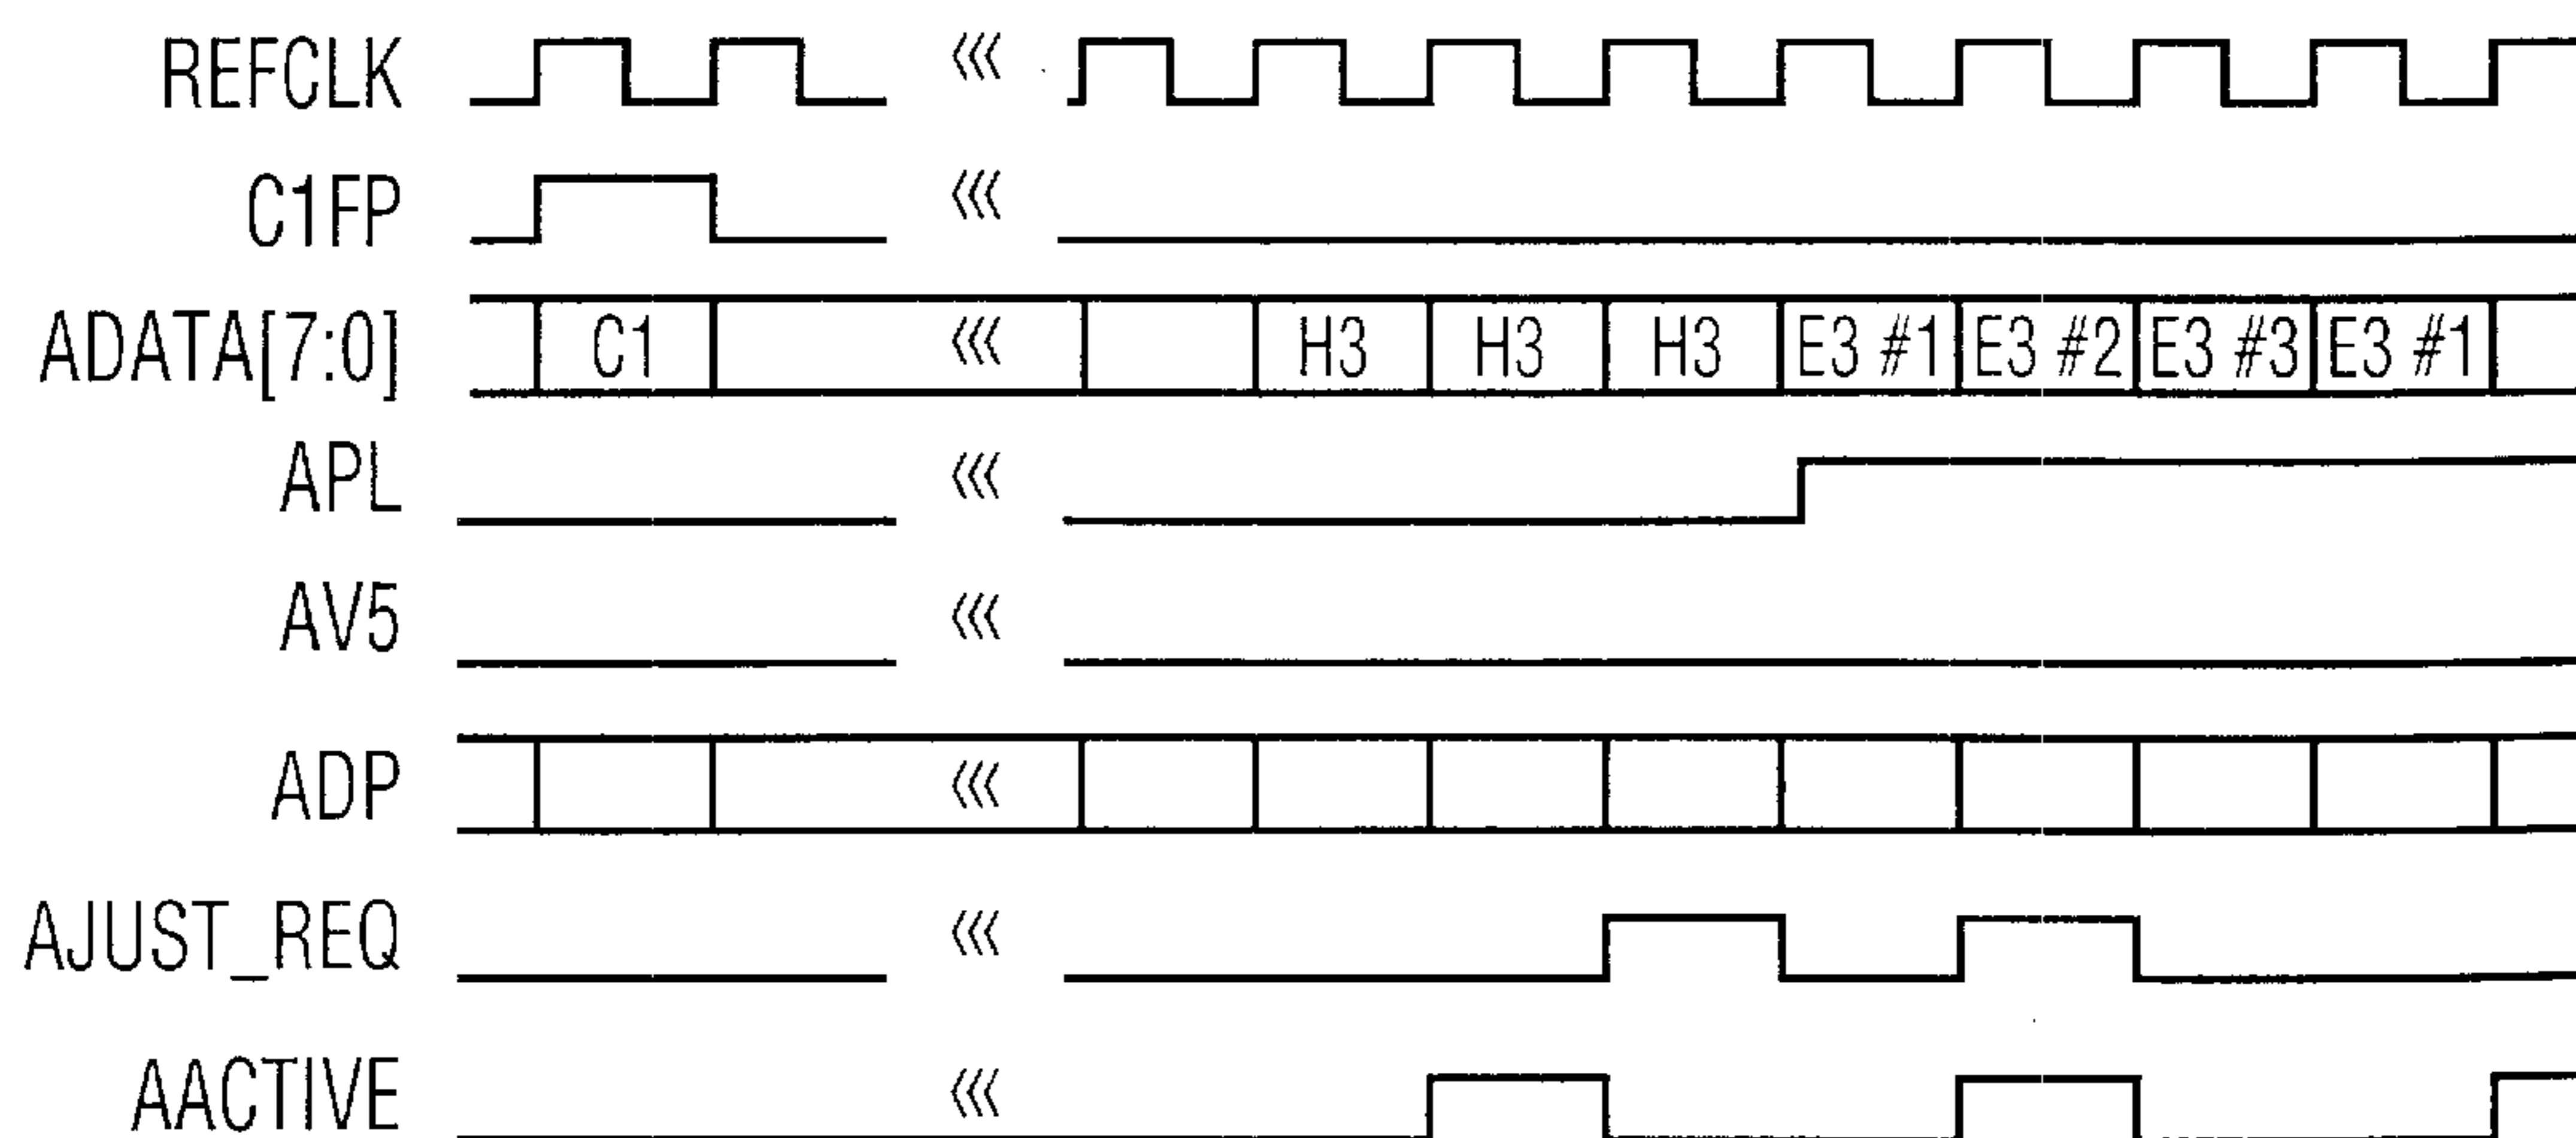 REFCLK
C1FP
ADATA[7:0] C1 H3 H3 H3 E3 #1 E3 #2 E3 #3 E3 #1
APL
AV5
ADP
AJUST_REQ
AACTIVE